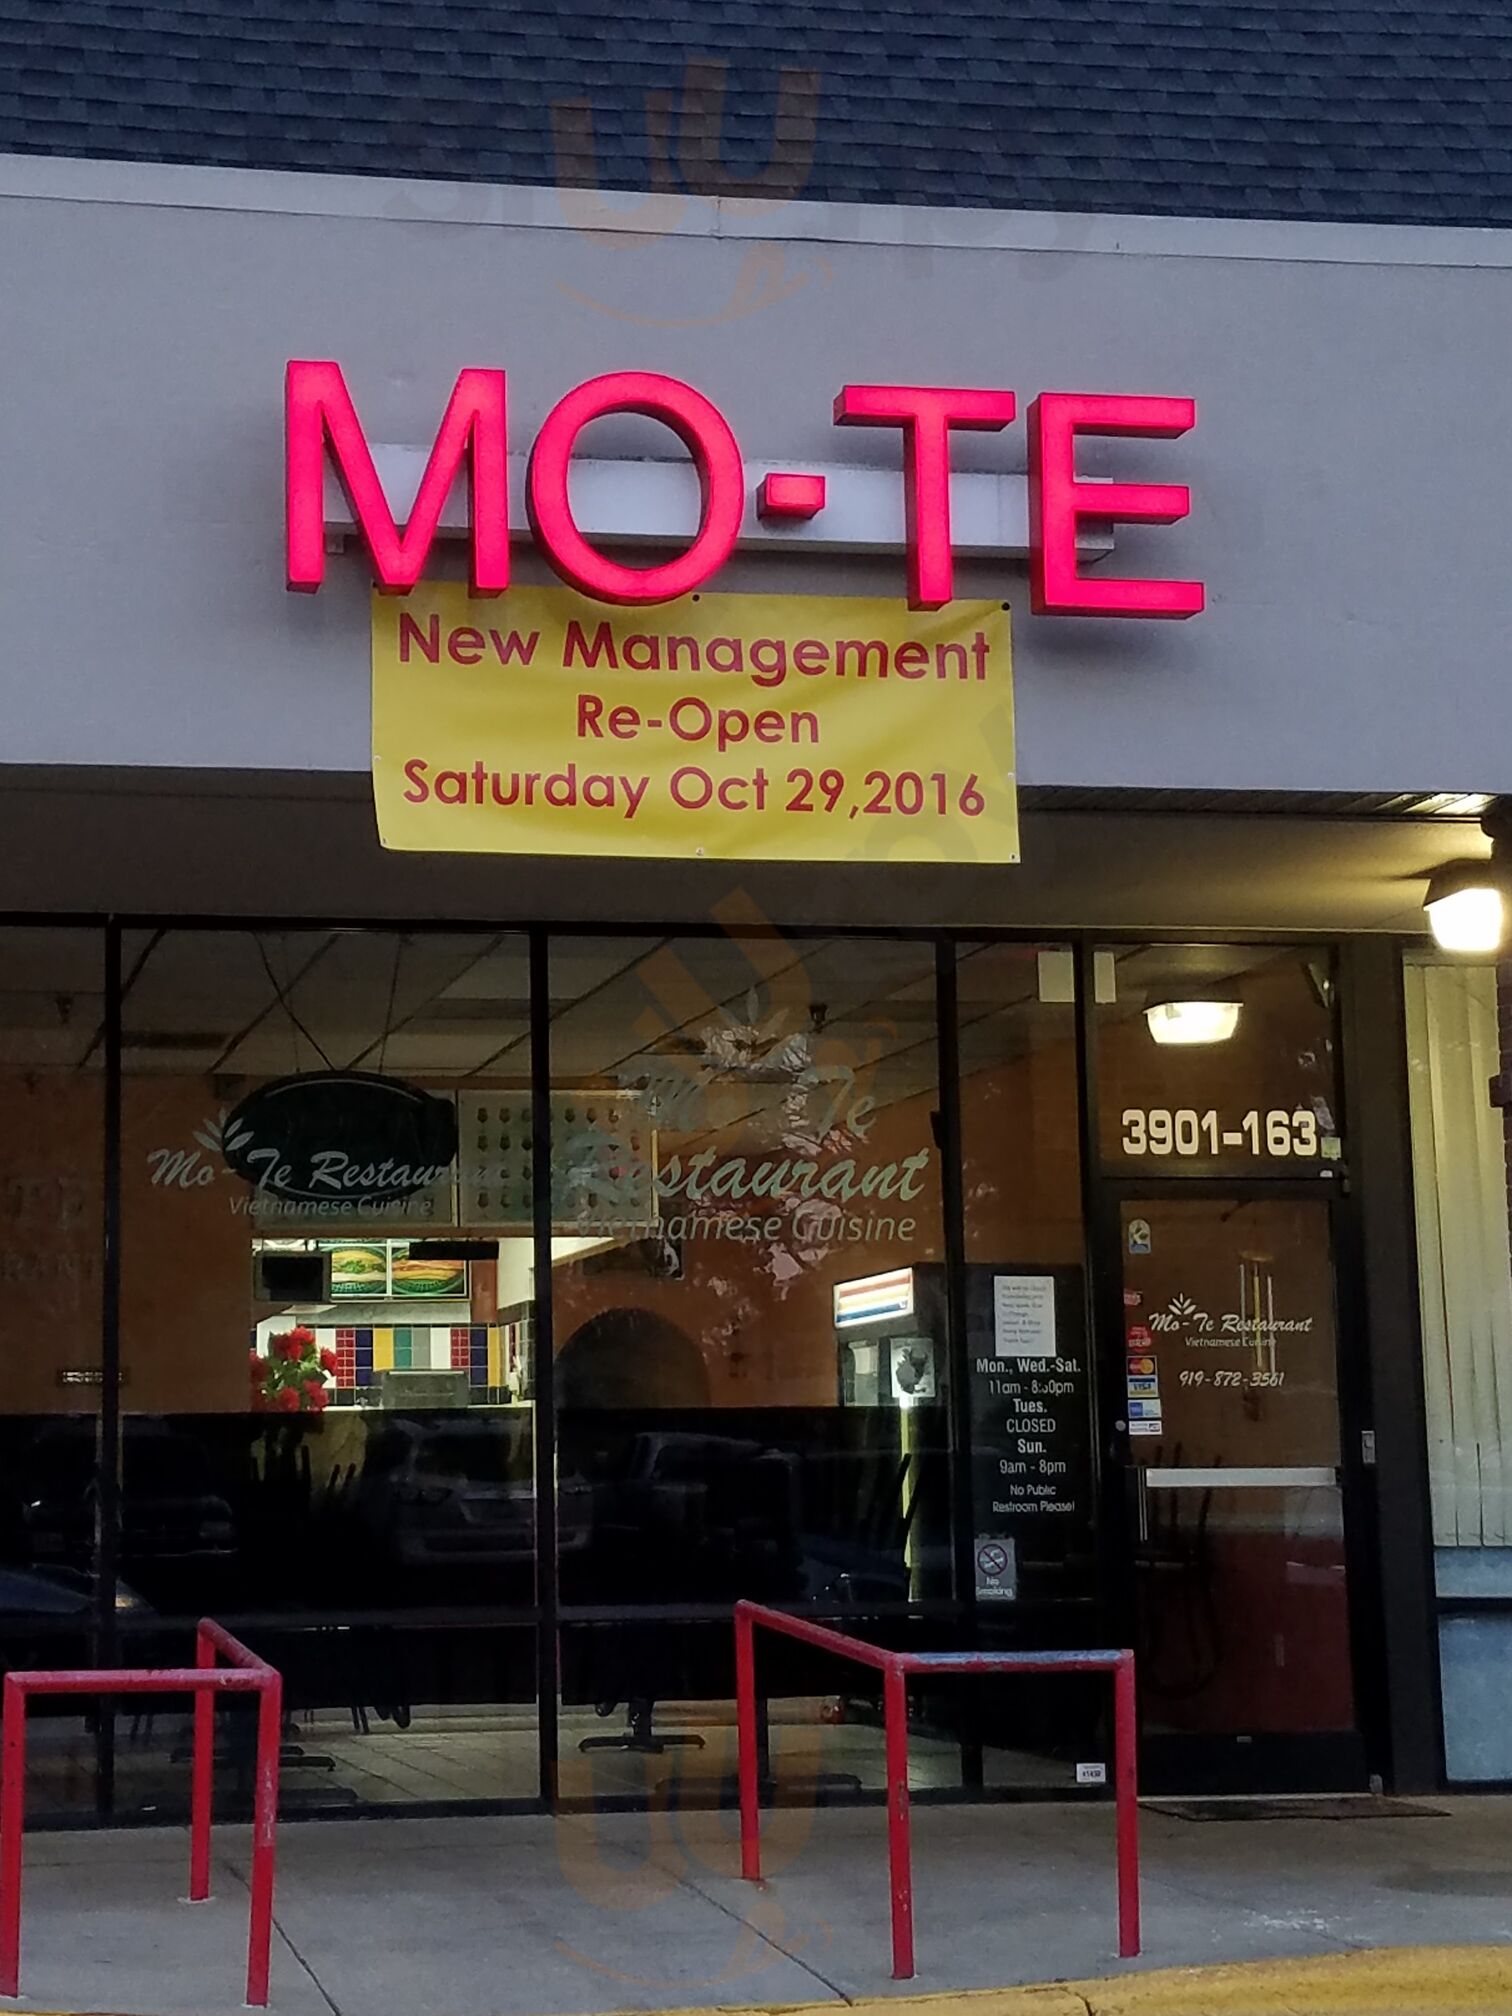 MO-TE
New Management
Re-Open
Saturday Oct 29,2016
Mo-Te Restaurant
Vietnamese Cuisine
Mo-Te
Restaurant
Vietnamese Cuisine
3901-163
Mo-Te Restaurant
Vietnamese Cuisine
919-872-3561
MasterCard
VISA
Mon., Wed.-Sat.
11am - 8:30pm
Tues.
CLOSED
Sun.
9am - 8pm
No Public
Restroom Please!
No
Smoking